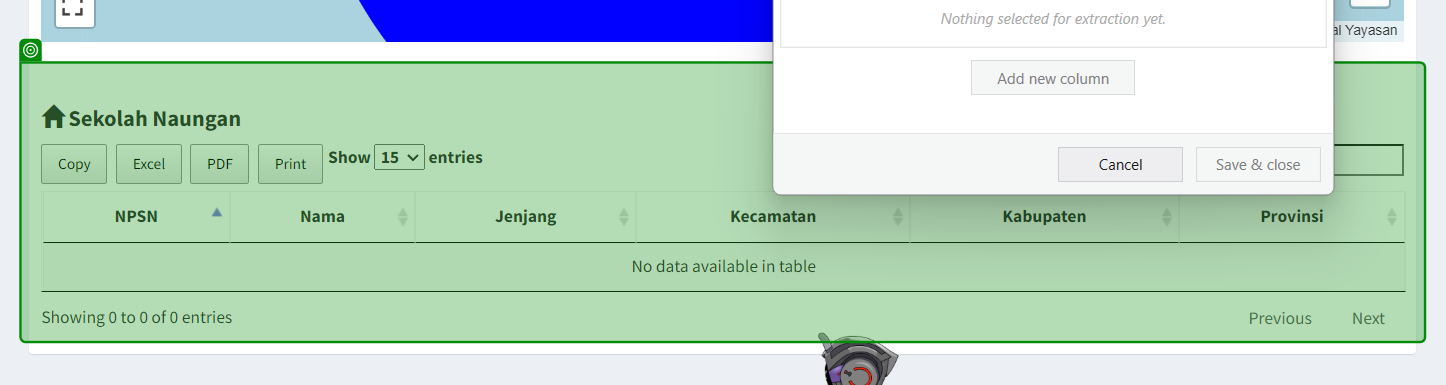 Nothing selected for extraction yet.
al Yayasan
Add new column
Cancel
Save & close
Sekolah Naungan
Copy
Excel
PDF
Print
Show 15 entries
NPSN
Nama
Jenjang
Kecamatan
Kabupaten
Provinsi
No data available in table
Showing 0 to 0 of 0 entries
Previous
Next